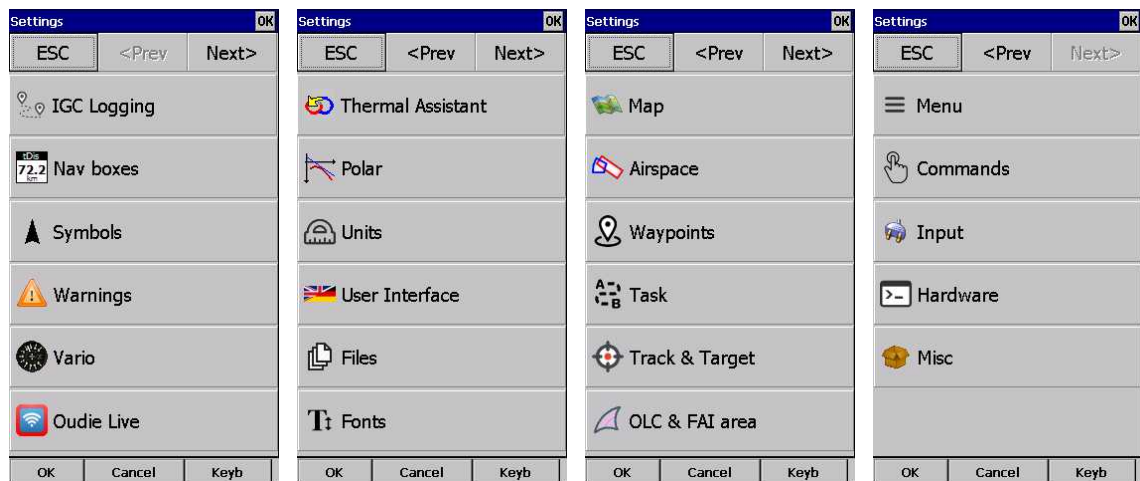 Settings OK
ESC <Prev Next>
IGC Logging
tDis
72.2
km
Nav boxes
Symbols
Warnings
Vario
Oudie Live
OK Cancel Keyb
Settings OK
ESC <Prev Next>
Thermal Assistant
Polar
Units
User Interface
Files
T Fonts
OK Cancel Keyb
Settings OK
ESC <Prev Next>
Map
Airspace
Waypoints
A
B
Task
Track & Target
OLC & FAI area
OK Cancel Keyb
Settings OK
ESC <Prev Next>
Menu
Commands
Input
>_ Hardware
Misc
OK Cancel Keyb